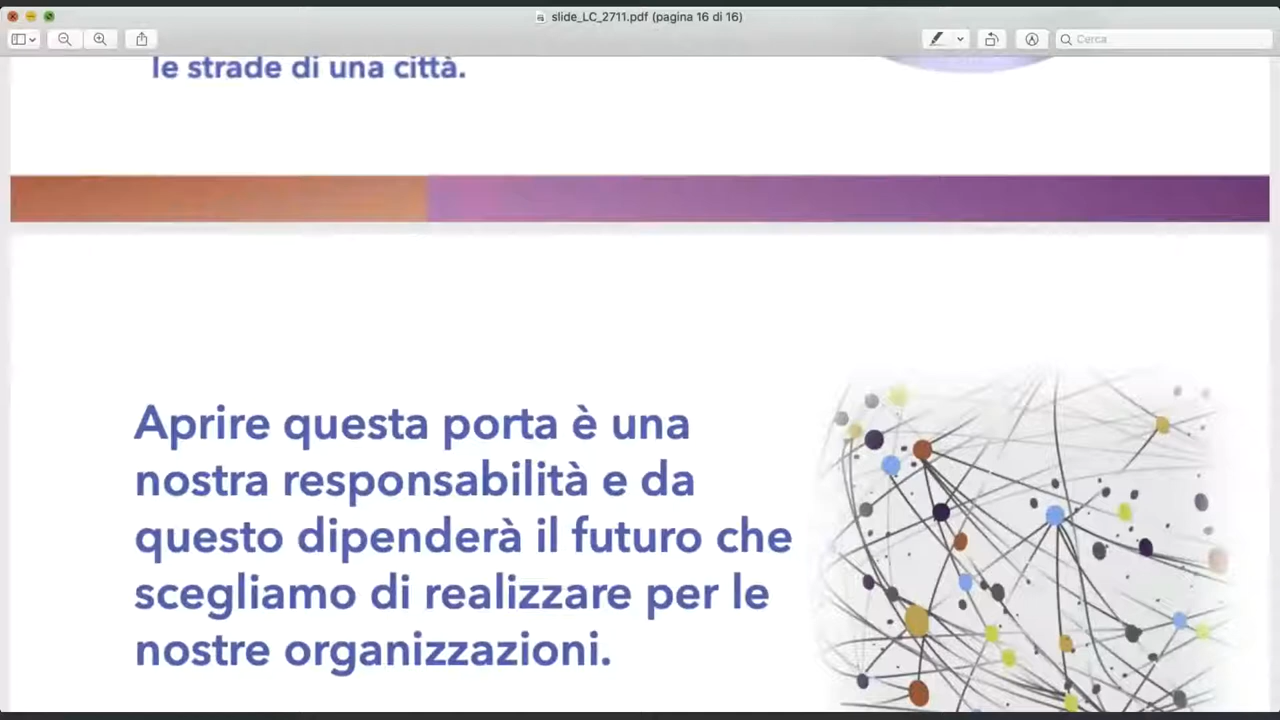 slide_LC_2711.pdf (pagina 16 di 16)
Cerca
le strade di una città.
Aprire questa porta è una
nostra responsabilità e da
questo dipenderà il futuro che
scegliamo di realizzare per le
nostre organizzazioni.